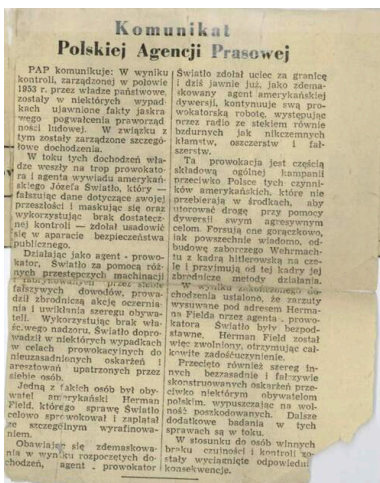 Komunikat
Polskiej Agencji Prasowej
PAP komunikuje: W wyniku
kontroli, zarządzonej w połowie
1953 r. przez władze państwowe,
zostały w niektórych wypad-
kach ujawnione fakty jaskra
wego pogwałcenia praworząd
ności ludowej. W związku z
tym zostały zarządzone szczegó-
łowe dochodzenia.
W toku tych dochodzeń wła-
dze weszły na trop prowokato-
ra i agenta wywiadu amerykań-
skiego Józefa Światło, który —
fałszując dane dotyczące swojej
przeszłości i maskując się oraz
wykorzystując brak dostatecz-
nej kontroli — zdołał usadowić
się w aparacie bezpieczeństwa
publicznego.
Działając jako agent - prowo-
kator, Światło za pomocą róż-
nych przestępczych machinacji
i fabrykowanych przez siebie
fałszywych dowodów, prowa-
dził zbrodniczą akcję oczernia-
nia i uwikłania szeregu obywa-
teli. Wykorzystując brak wła-
ściwego nadzoru, Światło dopro-
wadził w niektórych wypadkach
w celach prowokacyjnych do
nieuzasadnionych oskarżeń i
aresztowań upatrzonych przez
siebie osób.
Jedną z takich osób był oby-
watel amerykański Herman
Field, którego sprawę Światło
celowo sprowokował i zaplątał
ze szczególnym wyrafinowa-
niem.
Obawiając się zdemaskowa-
nia w wyniku rozpoczętych do-
chodzeń, agent - prowokator
Światło zdołał uciec za granicę
i dziś jawnie już, jako zdema-
skowany agent amerykańskiej
dywersji, kontynuuje swą pro-
wokatorską robotę, występując
przez radio ze stekiem równie
bzdurnych jak nikczemnych
kłamstw, oszczerstw i fał-
szerstw.
Ta prowokacja jest częścią
składową ogólnej kampanii
przeciwko Polsce tych czynni-
ków amerykańskich, które nie
przebierają w środkach, aby
utorować drogę przy pomocy
dywersji swym agresywnym
celom. Forsują one gorączkowo,
jak powszechnie wiadomo, od-
budowę zaborczego Wehrmach-
tu z kadrą hitlerowską na cze-
le i przyjmują od tej kadry jej
zbrodnicze metody działania.
W wyniku zakończonego do-
chodzenia ustalono, że zarzuty
wysuwane pod adresem Herma-
na Fielda przez agenta - prowo-
katora Światło były bezpod-
stawne. Herman Field został
więc zwolniony, otrzymując cał-
kowite zadośćuczynienie.
Przecięto również szereg in-
nych bezzasadnie i fałszywie
skonstruowanych oskarżeń prze-
ciwko niektórym obywatelom
polskim, wypuszczając na wol-
ność poszkodowanych. Dalsze
dodatkowe badania w tych
sprawach są w toku.
W stosunku do osób winnych
braku czujności i kontroli zo-
stały wyciągnięte odpowiednie
konsekwencje.